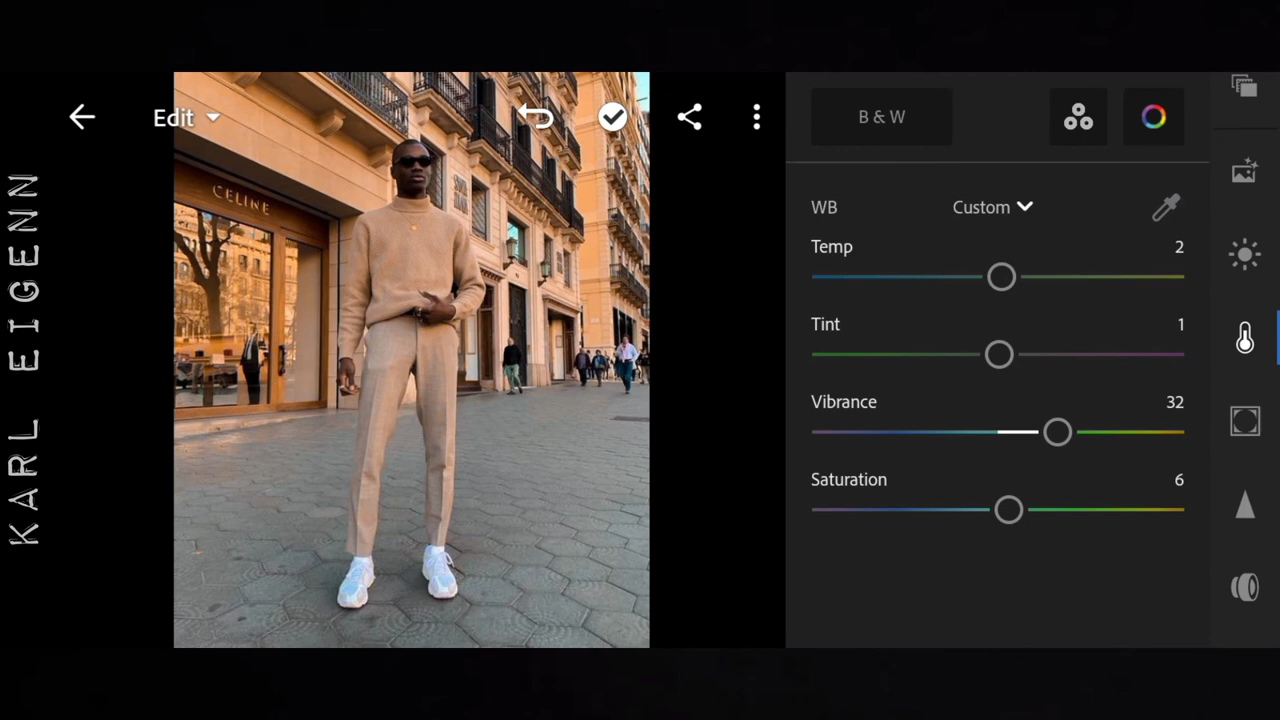 KARL EIGENN
Edit
CELINE
B & W
WB
Custom
Temp
2
Tint
1
Vibrance
32
Saturation
6